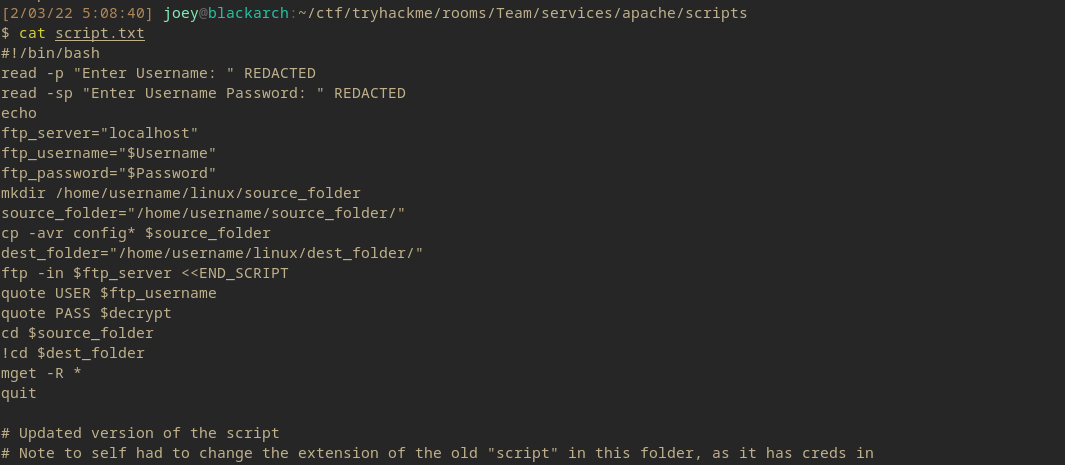 [2/03/22 5:08:40] joey@blackarch:~/ctf/tryhackme/rooms/Team/services/apache/scripts
$ cat script.txt
#!/bin/bash
read -p "Enter Username: " REDACTED
read -sp "Enter Username Password: " REDACTED
echo
ftp_server="localhost"
ftp_username="$Username"
ftp_password="$Password"
mkdir /home/username/linux/source_folder
source_folder="/home/username/source_folder/"
cp -avr config* $source_folder
dest_folder="/home/username/linux/dest_folder/"
ftp -in $ftp_server <<END_SCRIPT
quote USER $ftp_username
quote PASS $decrypt
cd $source_folder
!cd $dest_folder
mget -R *
quit

# Updated version of the script
# Note to self had to change the extension of the old "script" in this folder, as it has creds in